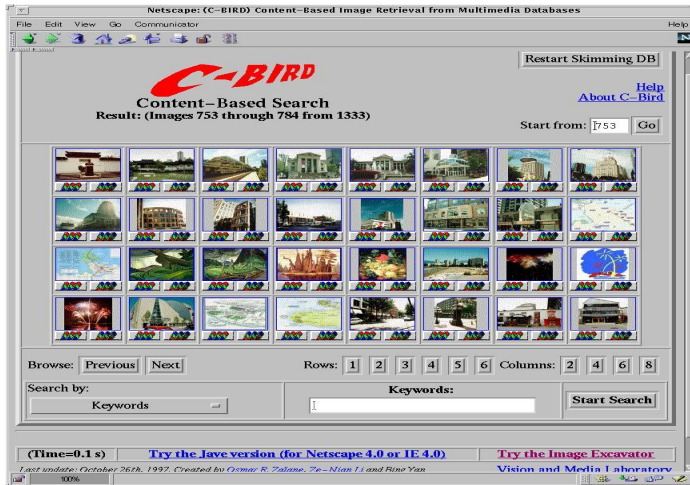 Netscape: (C-BIRD) Content-Based Image Retrieval from Multimedia Databases
File Edit View Go Communicator Help
Restart Skimming DB
C-BIRD
Help
About C-Bird
Content-Based Search
Result: (Images 753 through 784 from 1333)
Start from: 753 Go
Browse: Previous Next Rows: 1 2 3 4 5 6 Columns: 2 4 6 8
Search by:
Keywords:
Keywords
Start Search
(Time=0.1 s) Try the Jave version (for Netscape 4.0 or IE 4.0) Try the Image Excavator
Last update: October 26th, 1997. Created by Osmar R. Zaïane, Ze-Nian Li and Bing Yan Vision and Media Laboratory
100%